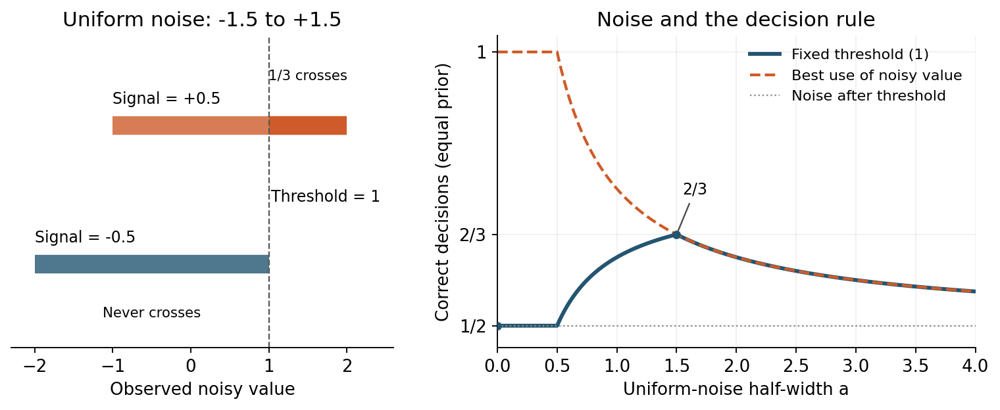 Uniform noise: -1.5 to +1.5
1/3 crosses
Signal = +0.5
Threshold = 1
Signal = -0.5
Never crosses
−2 −1 0 1 2
Observed noisy value
Noise and the decision rule
Correct decisions (equal prior)
1
2/3
1/2
Fixed threshold (1)
Best use of noisy value
Noise after threshold
2/3
0.0 0.5 1.0 1.5 2.0 2.5 3.0 3.5 4.0
Uniform-noise half-width a